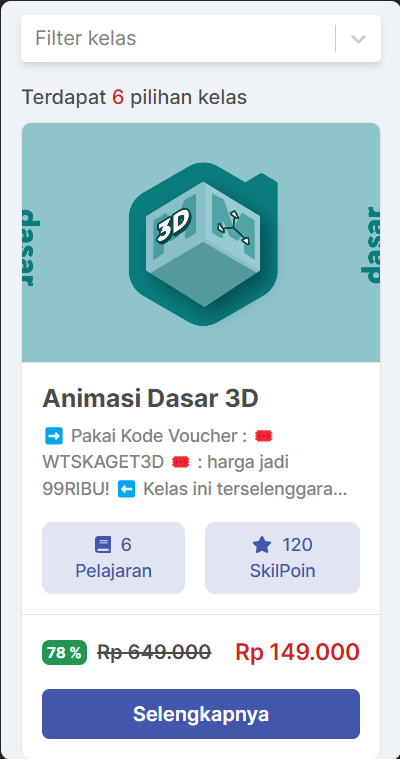 Filter kelas
Terdapat 6 pilihan kelas
dasar
3D
dasar
Animasi Dasar 3D
➡️ Pakai Kode Voucher : 🎟️
WTSKAGET3D 🎟️ : harga jadi
99RIBU! ⬅️ Kelas ini terselenggara...
6
Pelajaran
120
SkilPoin
78 % Rp 649.000 Rp 149.000
Selengkapnya